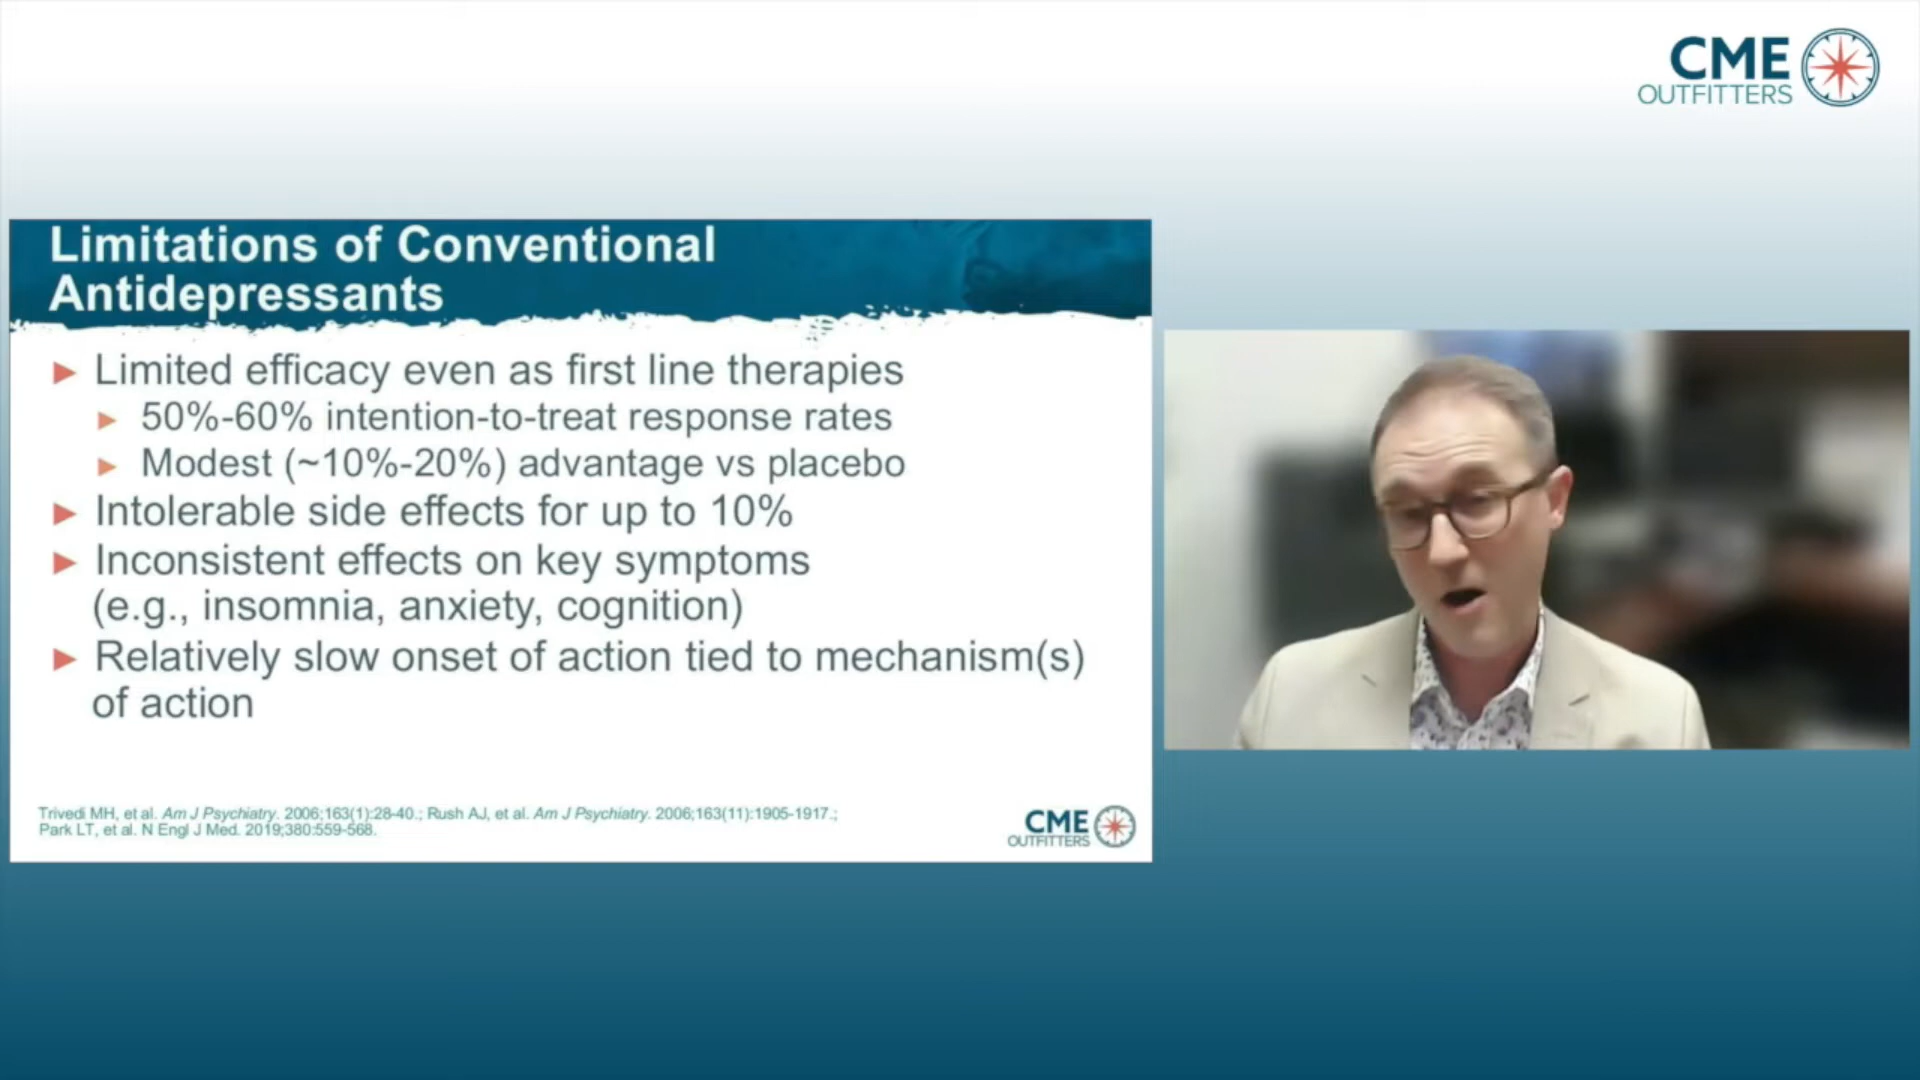 CME
OUTFITTERS
Limitations of Conventional
Antidepressants
Limited efficacy even as first line therapies
50%-60% intention-to-treat response rates
Modest (~10%-20%) advantage vs placebo
Intolerable side effects for up to 10%
Inconsistent effects on key symptoms
(e.g., insomnia, anxiety, cognition)
Relatively slow onset of action tied to mechanism(s)
of action
Trivedi MH, et al. Am J Psychiatry. 2006;163(1):28-40.; Rush AJ, et al. Am J Psychiatry. 2006;163(11):1905-1917.;
Park LT, et al. N Engl J Med. 2019;380:559-568.
CME
OUTFITTERS